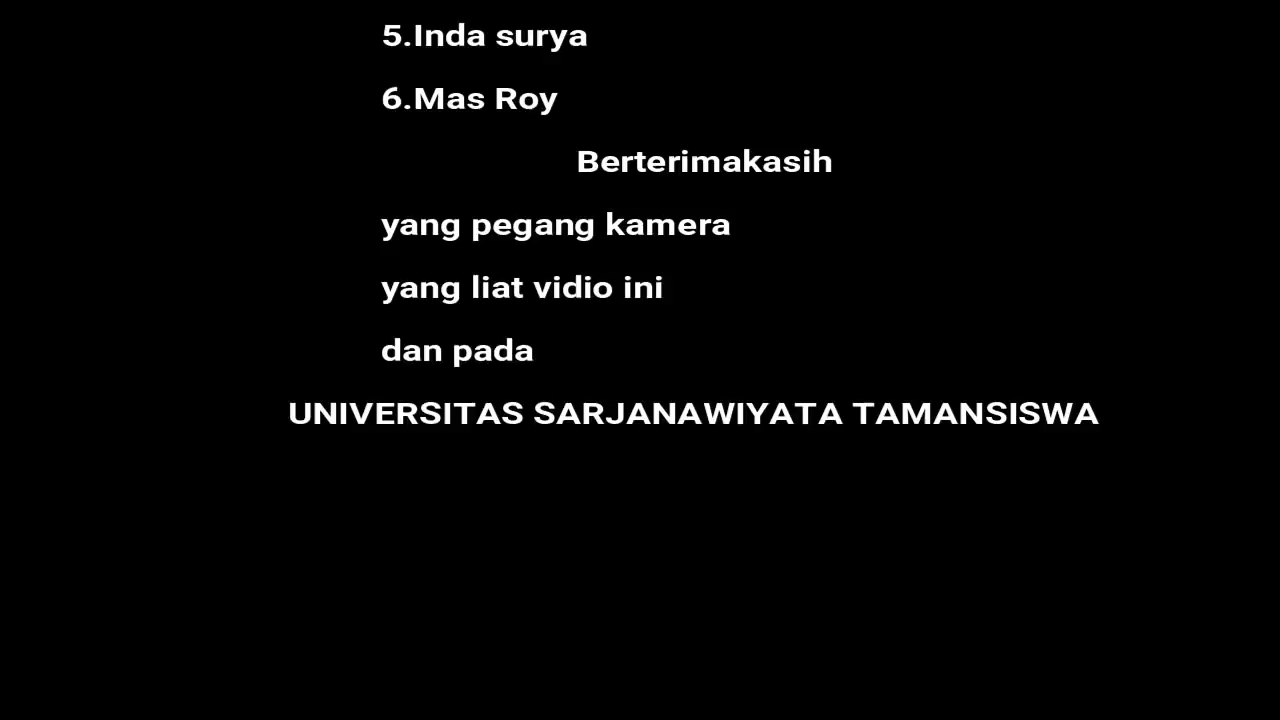 5.Inda surya
6.Mas Roy
Berterimakasih
yang pegang kamera
yang liat vidio ini
dan pada
UNIVERSITAS SARJANAWIYATA TAMANSISWA